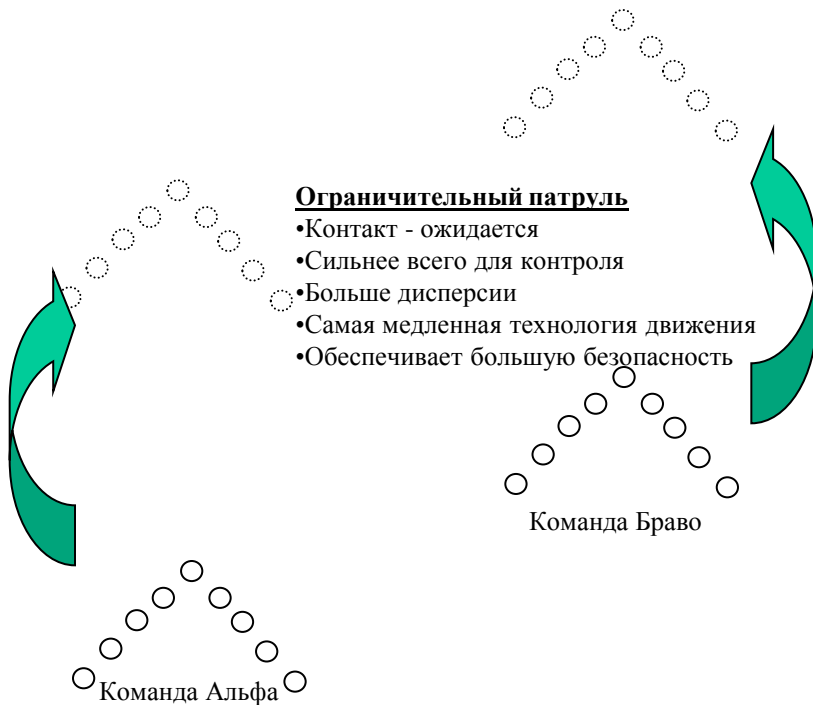 Ограничительный патруль
•Контакт - ожидается
•Сильнее всего для контроля
•Больше дисперсии
•Самая медленная технология движения
•Обеспечивает большую безопасность
Команда Браво
Команда Альфа